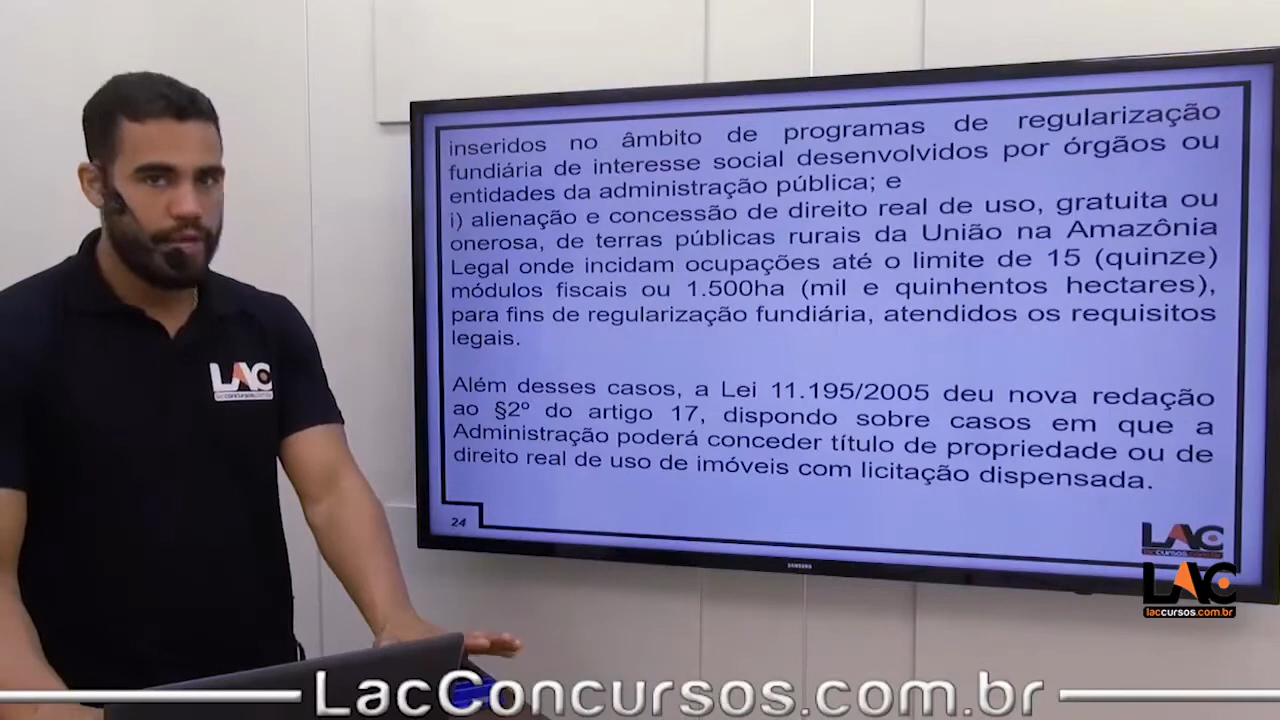 inseridos no âmbito de programas de regularização
fundiária de interesse social desenvolvidos por órgãos ou
entidades da administração pública; e
i) alienação e concessão de direito real de uso, gratuita ou
onerosa, de terras públicas rurais da União na Amazônia
Legal onde incidam ocupações até o limite de 15 (quinze)
módulos fiscais ou 1.500ha (mil e quinhentos hectares),
para fins de regularização fundiária, atendidos os requisitos
legais.
Além desses casos, a Lei 11.195/2005 deu nova redação
ao §2º do artigo 17, dispondo sobre casos em que a
Administração poderá conceder título de propriedade ou de
direito real de uso de imóveis com licitação dispensada.
24
LAC
laccursos.com.br
SAMSUNG
LAC
laccursos.com.br
LAC
LacConcursos.com.br